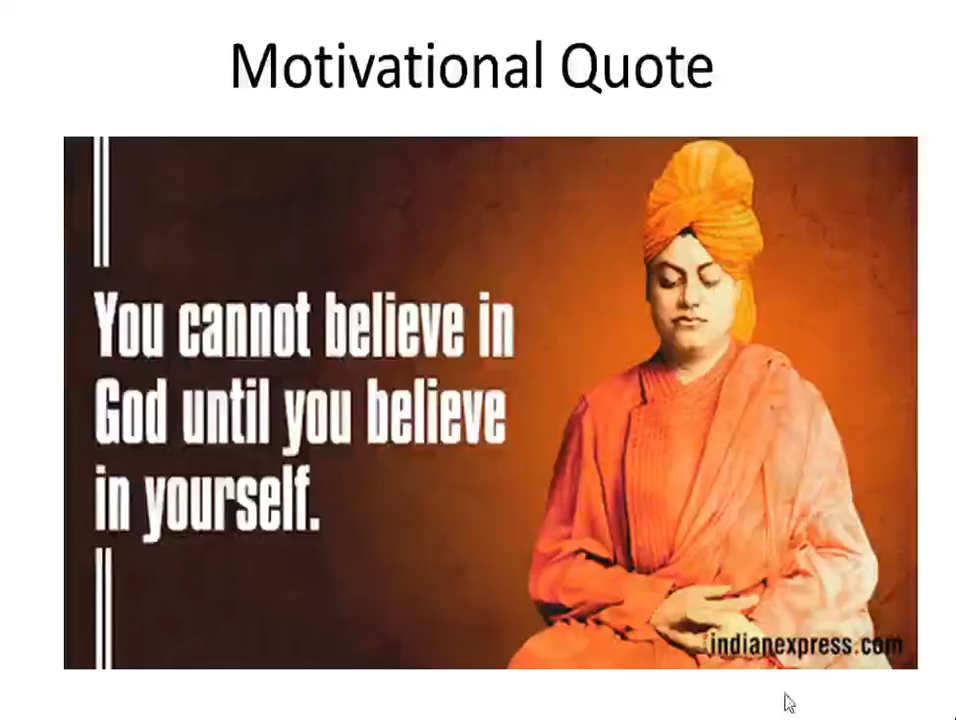 Motivational Quote
You cannot believe in
God until you believe
in yourself.
indianexpress.com